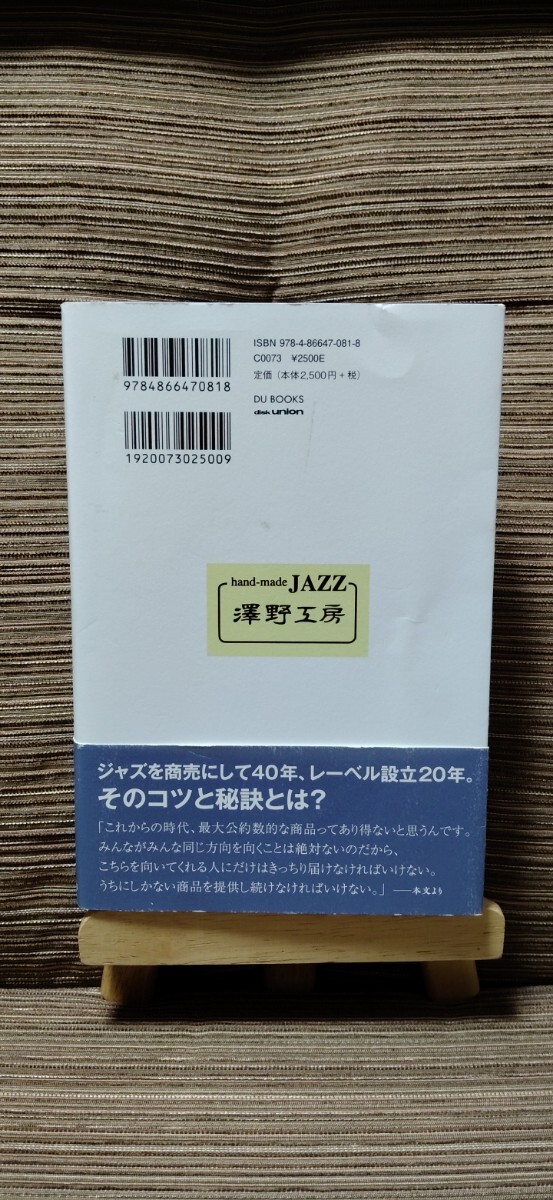 ISBN 978-4-86647-081-8
C0073 ¥2500E
定価(本体2,500円+税)
9784866470818
DU BOOKS
disk union
1920073025009
hand-made JAZZ
澤野工房
ジャズを商売にして40年、レーベル設立20年。
そのコツと秘訣とは?
「これからの時代、最大公約数的な商品ってあり得ないと思うんです。
みんながみんな同じ方向を向くことは絶対ないのだから、
こちらを向いてくれる人にだけはきっちり届けなければいけない。
うちにしかない商品を提供し続けなければいけない。」——本文より